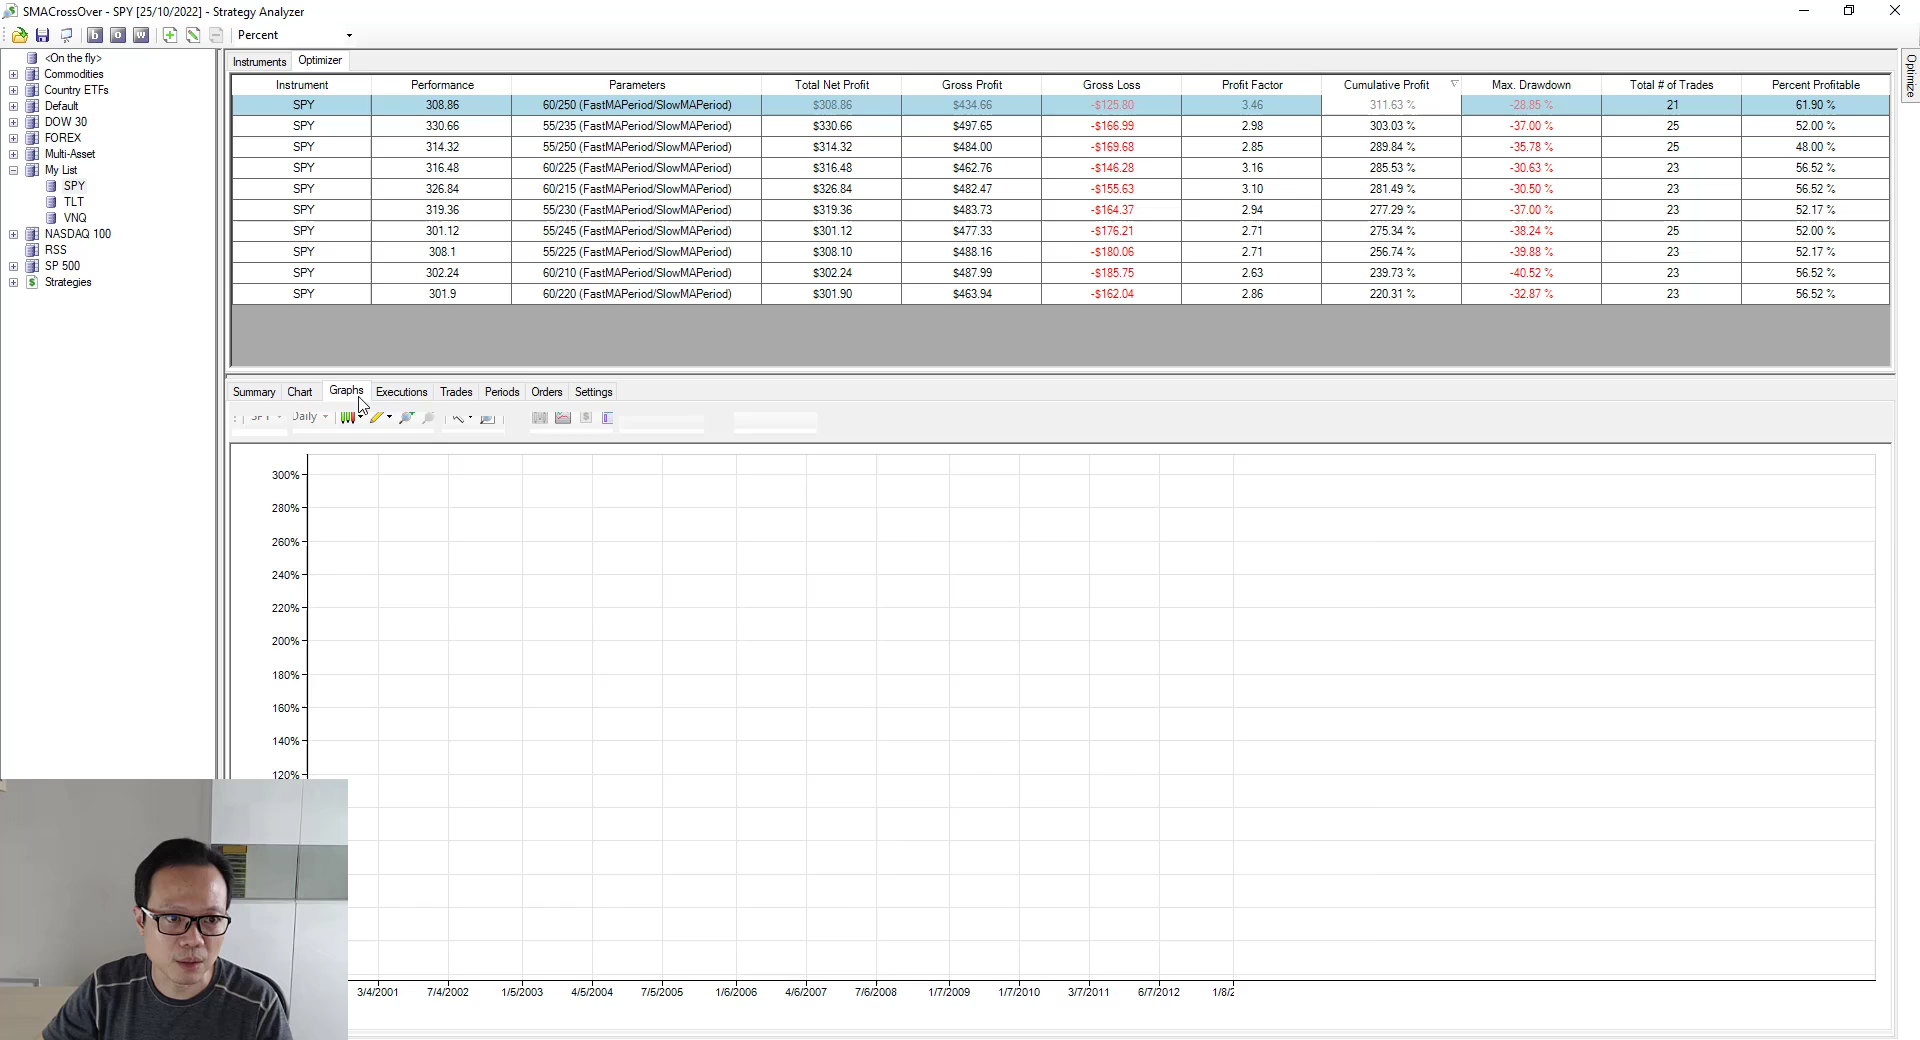 SMACrossOver - SPY [25/10/2022] - Strategy Analyzer
b o w Percent
<On the fly>
Commodities
Country ETFs
Default
DOW 30
FOREX
Multi-Asset
My List
SPY
TLT
VNQ
NASDAQ 100
RSS
SP 500
$ Strategies
Instruments Optimizer
Instrument Performance Parameters Total Net Profit Gross Profit Gross Loss Profit Factor Cumulative Profit Max. Drawdown Total # of Trades Percent Profitable
SPY 308.86 60/250 (FastMAPeriod/SlowMAPeriod) $308.86 $434.66 -$125.80 3.46 311.63 % -28.85 % 21 61.90 %
SPY 330.66 55/235 (FastMAPeriod/SlowMAPeriod) $330.66 $497.65 -$166.99 2.98 303.03 % -37.00 % 25 52.00 %
SPY 314.32 55/250 (FastMAPeriod/SlowMAPeriod) $314.32 $484.00 -$169.68 2.85 289.84 % -35.78 % 25 48.00 %
SPY 316.48 60/225 (FastMAPeriod/SlowMAPeriod) $316.48 $462.76 -$146.28 3.16 285.53 % -30.63 % 23 56.52 %
SPY 326.84 60/215 (FastMAPeriod/SlowMAPeriod) $326.84 $482.47 -$155.63 3.10 281.49 % -30.50 % 23 56.52 %
SPY 319.36 55/230 (FastMAPeriod/SlowMAPeriod) $319.36 $483.73 -$164.37 2.94 277.29 % -37.00 % 23 52.17 %
SPY 301.12 55/245 (FastMAPeriod/SlowMAPeriod) $301.12 $477.33 -$176.21 2.71 275.34 % -38.24 % 25 52.00 %
SPY 308.1 55/225 (FastMAPeriod/SlowMAPeriod) $308.10 $488.16 -$180.06 2.71 256.74 % -39.88 % 23 52.17 %
SPY 302.24 60/210 (FastMAPeriod/SlowMAPeriod) $302.24 $487.99 -$185.75 2.63 239.73 % -40.52 % 23 56.52 %
SPY 301.9 60/220 (FastMAPeriod/SlowMAPeriod) $301.90 $463.94 -$162.04 2.86 220.31 % -32.87 % 23 56.52 %
Optimize
Summary Chart Graphs Executions Trades Periods Orders Settings
SPY Daily
300%
280%
260%
240%
220%
200%
180%
160%
140%
120%
3/4/2001 7/4/2002 1/5/2003 4/5/2004 7/5/2005 1/6/2006 4/6/2007 7/6/2008 1/7/2009 1/7/2010 3/7/2011 6/7/2012 1/8/2